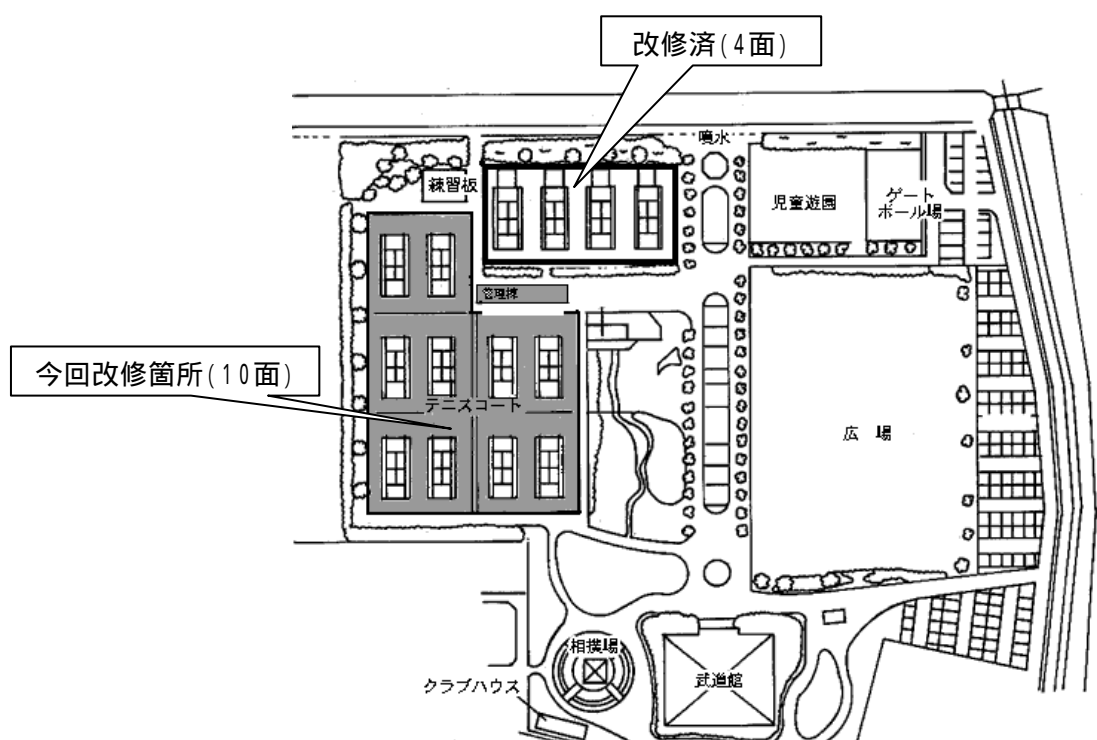 改修済(4面)
噴水
練習板
児童遊園
ゲート
ボール場
管理棟
今回改修箇所(10面)
テニスコート
広 場
相撲場
武道館
クラブハウス